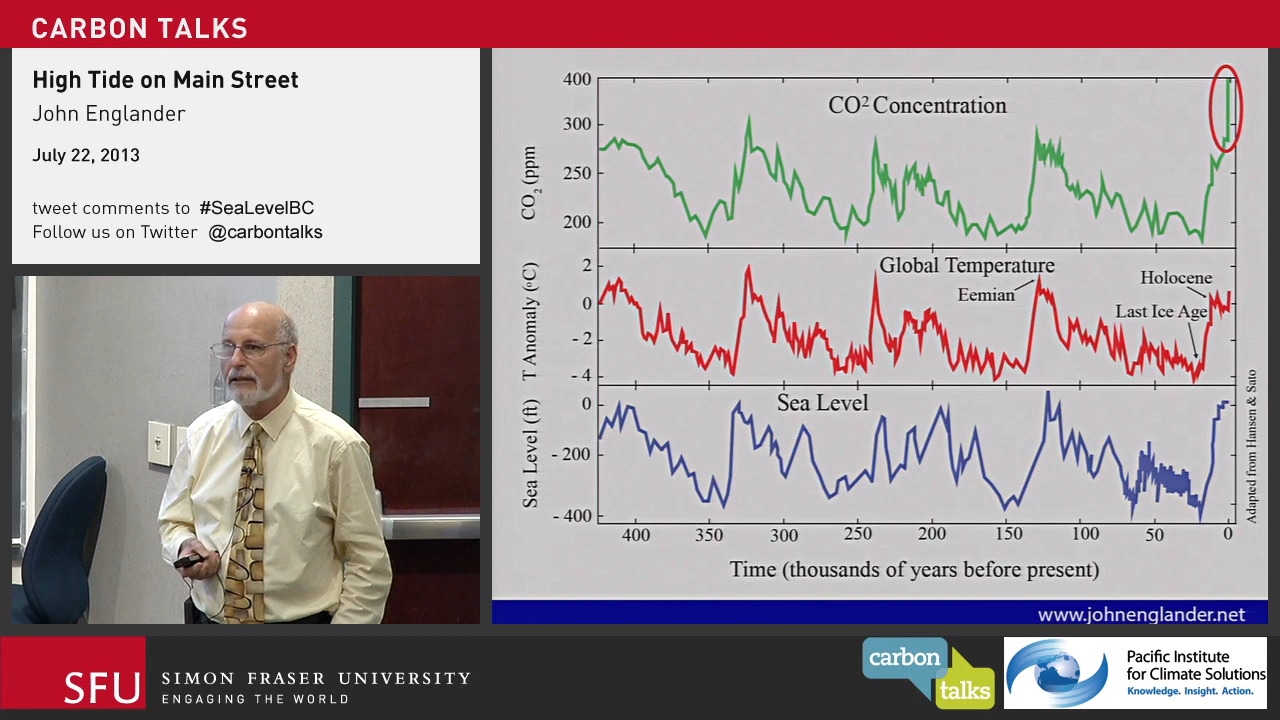 CARBON TALKS
High Tide on Main Street
John Englander
July 22, 2013
tweet comments to #SeaLevelBC
Follow us on Twitter @carbontalks
CO² Concentration
CO₂ (ppm
400
300
250
200
Global Temperature
T Anomaly (°C)
2
0
- 2
- 4
Eemian
Holocene
Last Ice Age
Sea Level
Sea Level (ft)
0
- 200
- 400
400
350
300
250
200
150
100
50
0
Time (thousands of years before present)
Adapted from Hansen & Sato
www.johnenglander.net
SFU
SIMON FRASER UNIVERSITY
ENGAGING THE WORLD
carbon
talks
Pacific Institute
for Climate Solutions
Knowledge. Insight. Action.